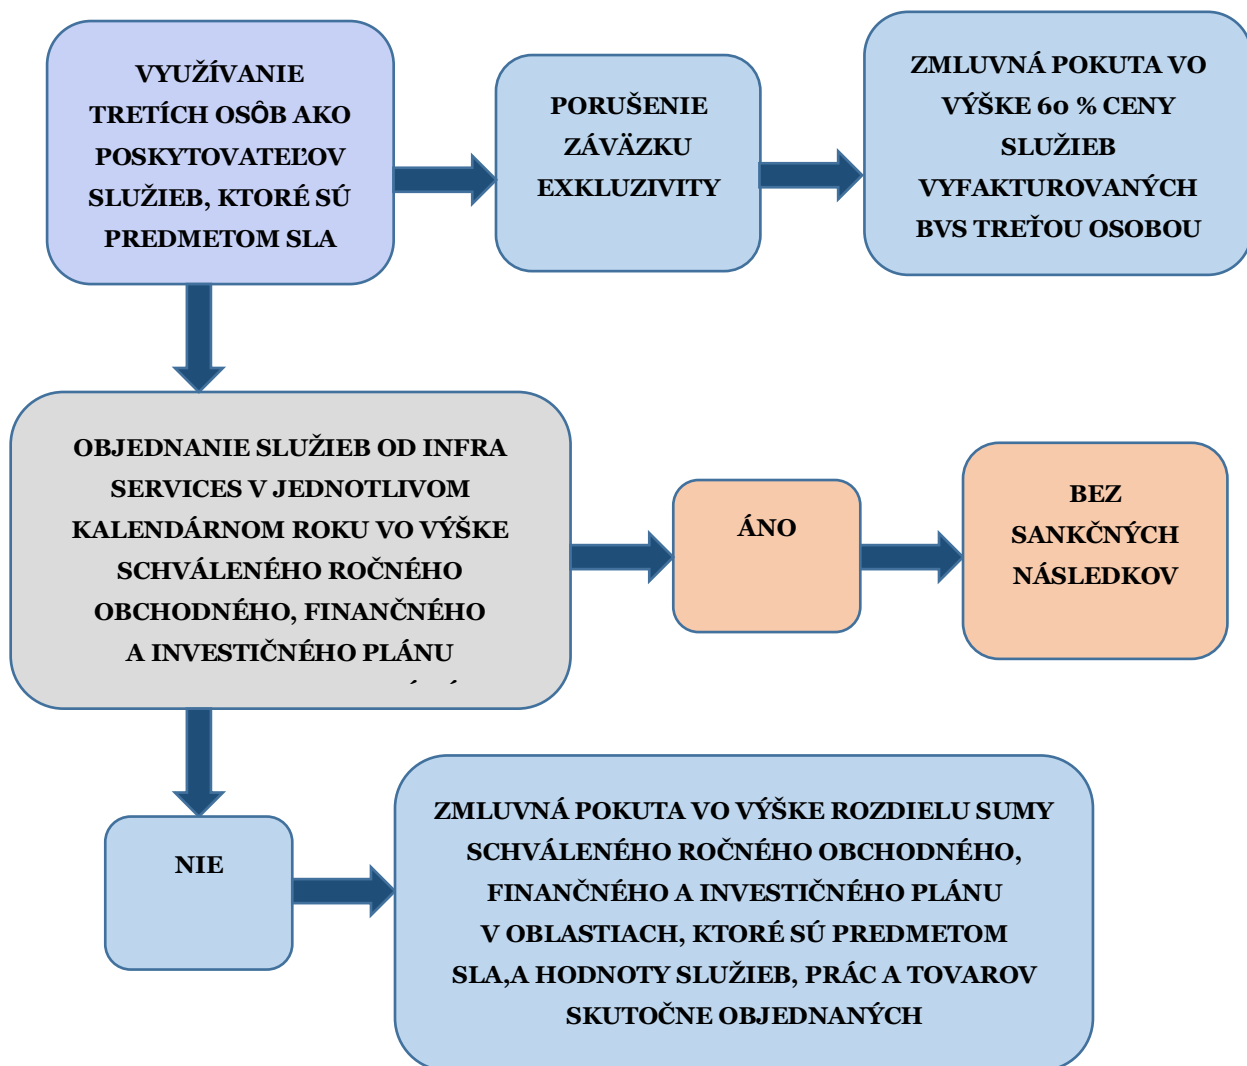 VYUŽÍVANIE
TRETÍCH OSÔB AKO
POSKYTOVATEĽOV
SLUŽIEB, KTORÉ SÚ
PREDMETOM SLA
PORUŠENIE
ZÁVÄZKU
EXKLUZIVITY
ZMLUVNÁ POKUTA VO
VÝŠKE 60 % CENY
SLUŽIEB
VYFAKTUROVANÝCH
BVS TREŤOU OSOBOU
OBJEDNANIE SLUŽIEB OD INFRA
SERVICES V JEDNOTLIVOM
KALENDÁRNOM ROKU VO VÝŠKE
SCHVÁLENÉHO ROČNÉHO
OBCHODNÉHO, FINANČNÉHO
A INVESTIČNÉHO PLÁNU
ÁNO
BEZ
SANKČNÝCH
NÁSLEDKOV
NIE
ZMLUVNÁ POKUTA VO VÝŠKE ROZDIELU SUMY
SCHVÁLENÉHO ROČNÉHO OBCHODNÉHO,
FINANČNÉHO A INVESTIČNÉHO PLÁNU
V OBLASTIACH, KTORÉ SÚ PREDMETOM
SLA,A HODNOTY SLUŽIEB, PRÁC A TOVAROV
SKUTOČNE OBJEDNANÝCH